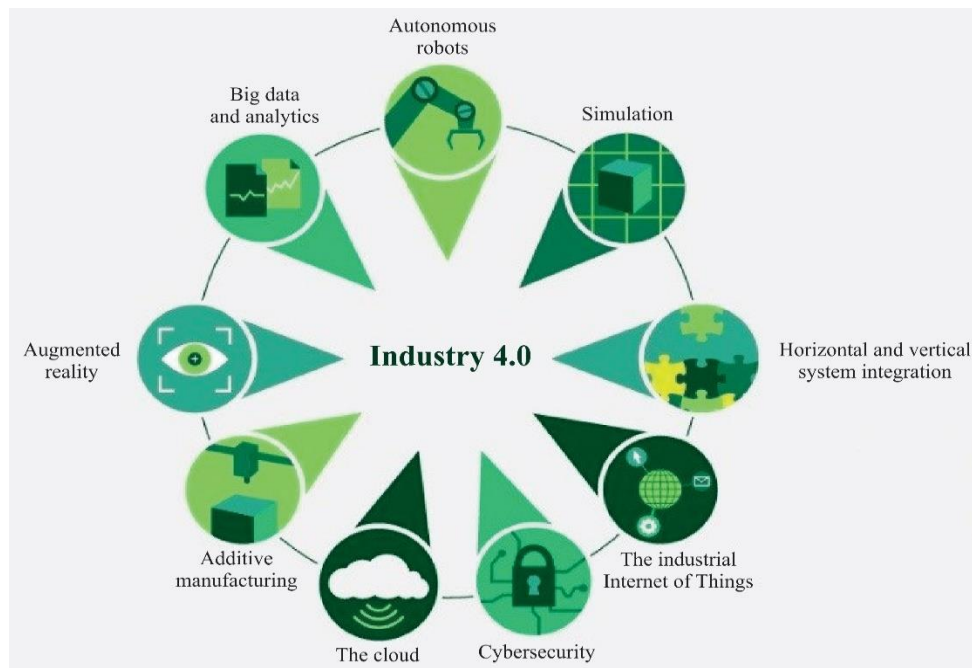 Autonomous
robots
Big data
and analytics
Simulation
Augmented
reality
Industry 4.0
Horizontal and vertical
system integration
Additive
manufacturing
The industrial
Internet of Things
The cloud
Cybersecurity